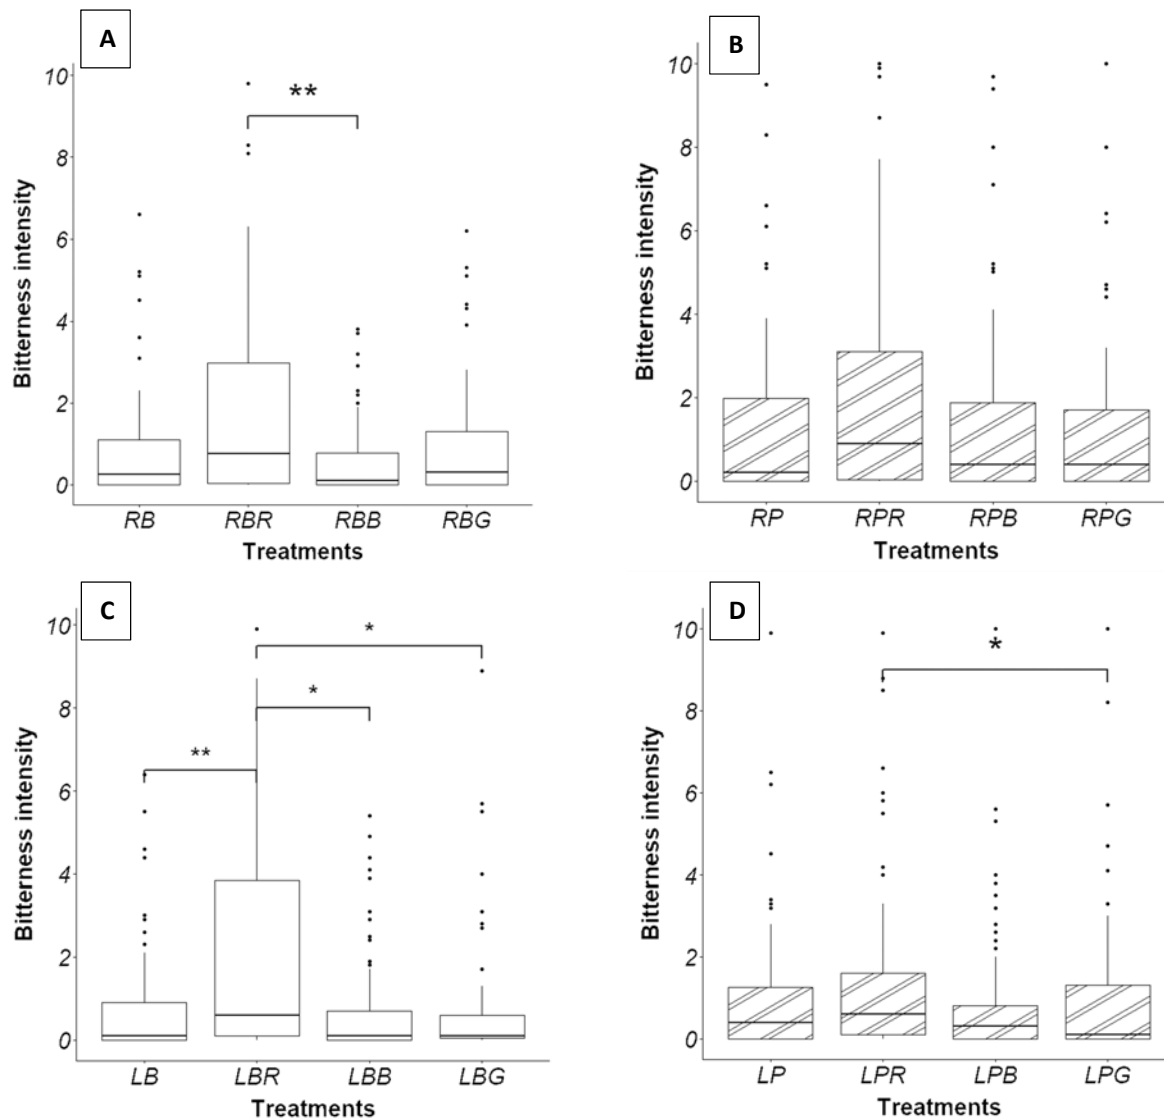 A
Bitterness intensity
10
8
6
4
2
0
**
RB RBR RBB RBG
Treatments
B
Bitterness intensity
10
8
6
4
2
0
RP RPR RPB RPG
Treatments
C
Bitterness intensity
10
8
6
4
2
0
*
*
**
LB LBR LBB LBG
Treatments
D
Bitterness intensity
10
8
6
4
2
0
*
LP LPR LPB LPG
Treatments